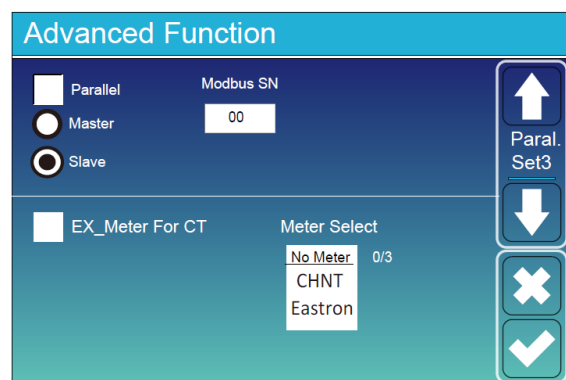 Advanced Function
Parallel
Modbus SN
Master
00
Slave
Paral.
Set3
EX_Meter For CT
Meter Select
No Meter 0/3
CHNT
Eastron